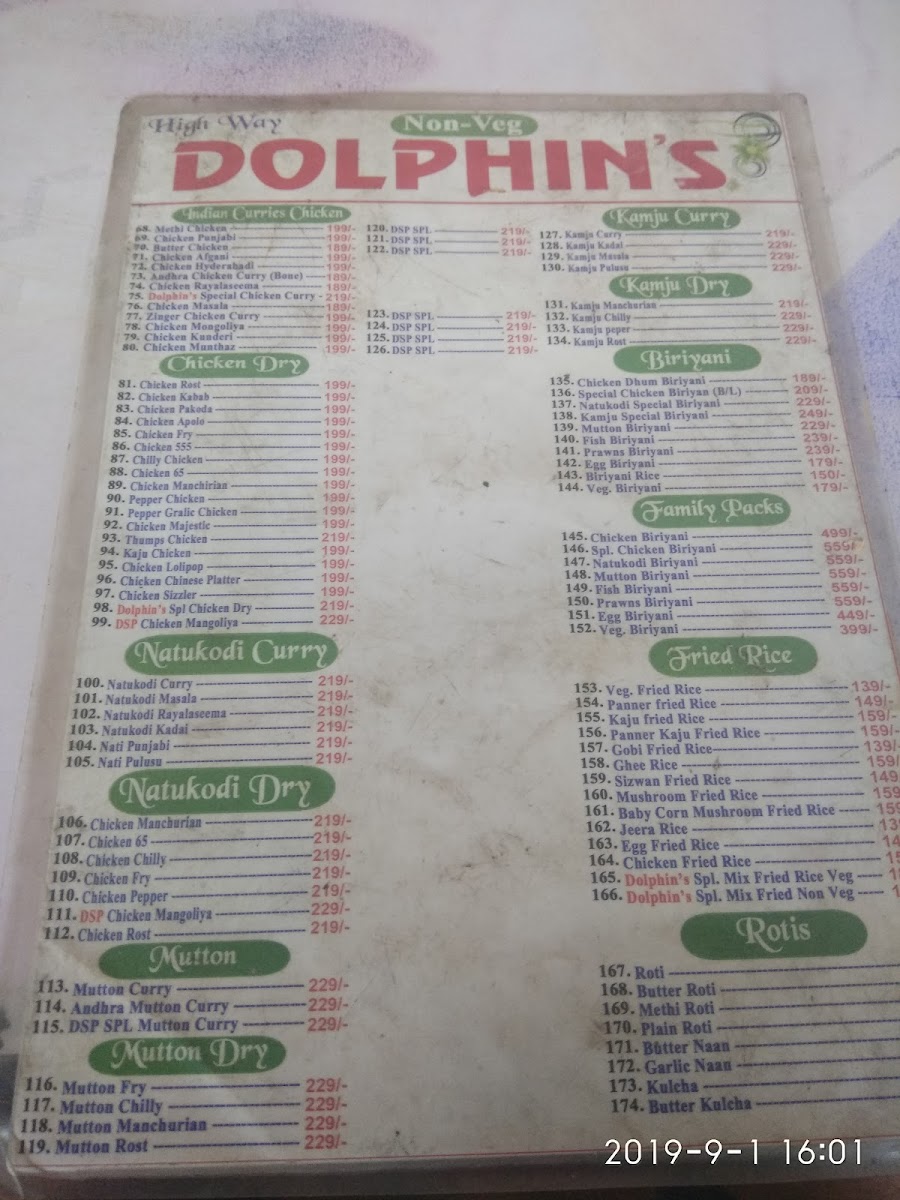 High Way
Non-Veg
DOLPHIN'S
Indian Curries Chicken
68. Methi Chicken 199/-
69. Chicken Punjabi 199/-
70. Butter Chicken 189/-
71. Chicken Afgani 199/-
72. Chicken Hyderabadi 199/-
73. Andhra Chicken Curry (Bone) 189/-
74. Chicken Rayalaseema 189/-
75. Dolphin's Special Chicken Curry - 219/-
76. Chicken Masala 189/-
77. Zinger Chicken Curry 199/-
78. Chicken Mongoliya 199/-
79. Chicken Kunderi 199/-
80. Chicken Munthaz 199/-
Chicken Dry
81. Chicken Rost 199/-
82. Chicken Kabab 199/-
83. Chicken Pakoda 199/-
84. Chicken Apolo 199/-
85. Chicken Fry 199/-
86. Chicken 555 199/-
87. Chilly Chicken 199/-
88. Chicken 65 199/-
89. Chicken Manchirian 199/-
90. Pepper Chicken 199/-
91. Pepper Gralic Chicken 199/-
92. Chicken Majestic 199/-
93. Thumps Chicken 219/-
94. Kaju Chicken 199/-
95. Chicken Lolipop 199/-
96. Chicken Chinese Platter 199/-
97. Chicken Sizzler 199/-
98. Dolphin's Spl Chicken Dry 219/-
99. DSP Chicken Mangoliya 229/-
Natukodi Curry
100. Natukodi Curry 219/-
101. Natukodi Masala 219/-
102. Natukodi Rayalaseema 219/-
103. Natukodi Kadai 219/-
104. Nati Punjabi 219/-
105. Nati Pulusu 219/-
Natukodi Dry
106. Chicken Manchurian 219/-
107. Chicken 65 219/-
108. Chicken Chilly 219/-
109. Chicken Fry 219/-
110. Chicken Pepper 219/-
111. DSP Chicken Mangoliya 229/-
112. Chicken Rost 219/-
Mutton
113. Mutton Curry 229/-
114. Andhra Mutton Curry 229/-
115. DSP SPL Mutton Curry 229/-
Mutton Dry
116. Mutton Fry 229/-
117. Mutton Chilly 229/-
118. Mutton Manchurian 229/-
119. Mutton Rost 229/-
120. DSP SPL 219/-
121. DSP SPL 219/-
122. DSP SPL 219/-
123. DSP SPL 219/-
124. DSP SPL 219/-
125. DSP SPL 219/-
126. DSP SPL 219/-
Kamju Curry
127. Kamju Curry 219/-
128. Kamju Kadai 229/-
129. Kamju Masala 229/-
130. Kamju Pulusu 229/-
Kamju Dry
131. Kamju Manchurian 219/-
132. Kamju Chilly 229/-
133. Kamju peper 229/-
134. Kamju Rost 229/-
Biriyani
135. Chicken Dhum Biriyani 189/-
136. Special Chicken Biriyan (B/L) 209/-
137. Natukodi Special Biriyani 229/-
138. Kamju Special Biriyani 249/-
139. Mutton Biriyani 229/-
140. Fish Biriyani 239/-
141. Prawns Biriyani 239/-
142. Egg Biriyani 179/-
143. Biriyani Rice 150/-
144. Veg. Biriyani 179/-
Family Packs
145. Chicken Biriyani 499/-
146. Spl. Chicken Biriyani 559/-
147. Natukodi Biriyani 559/-
148. Mutton Biriyani 559/-
149. Fish Biriyani 559/-
150. Prawns Biriyani 559/-
151. Egg Biriyani 449/-
152. Veg. Biriyani 399/-
Fried Rice
153. Veg. Fried Rice 139/-
154. Panner fried Rice 149/-
155. Kaju fried Rice 159/-
156. Panner Kaju Fried Rice 159/-
157. Gobi Fried Rice 139/-
158. Ghee Rice 159/
159. Sizwan Fried Rice 149
160. Mushroom Fried Rice 159
161. Baby Corn Mushroom Fried Rice
162. Jeera Rice
163. Egg Fried Rice
164. Chicken Fried Rice
165. Dolphin's Spl. Mix Fried Rice Veg
166. Dolphin's Spl. Mix Fried Non Veg
Rotis
167. Roti
168. Butter Roti
169. Methi Roti
170. Plain Roti
171. Butter Naan
172. Garlic Naan
173. Kulcha
174. Butter Kulcha
2019-9-1 16:01